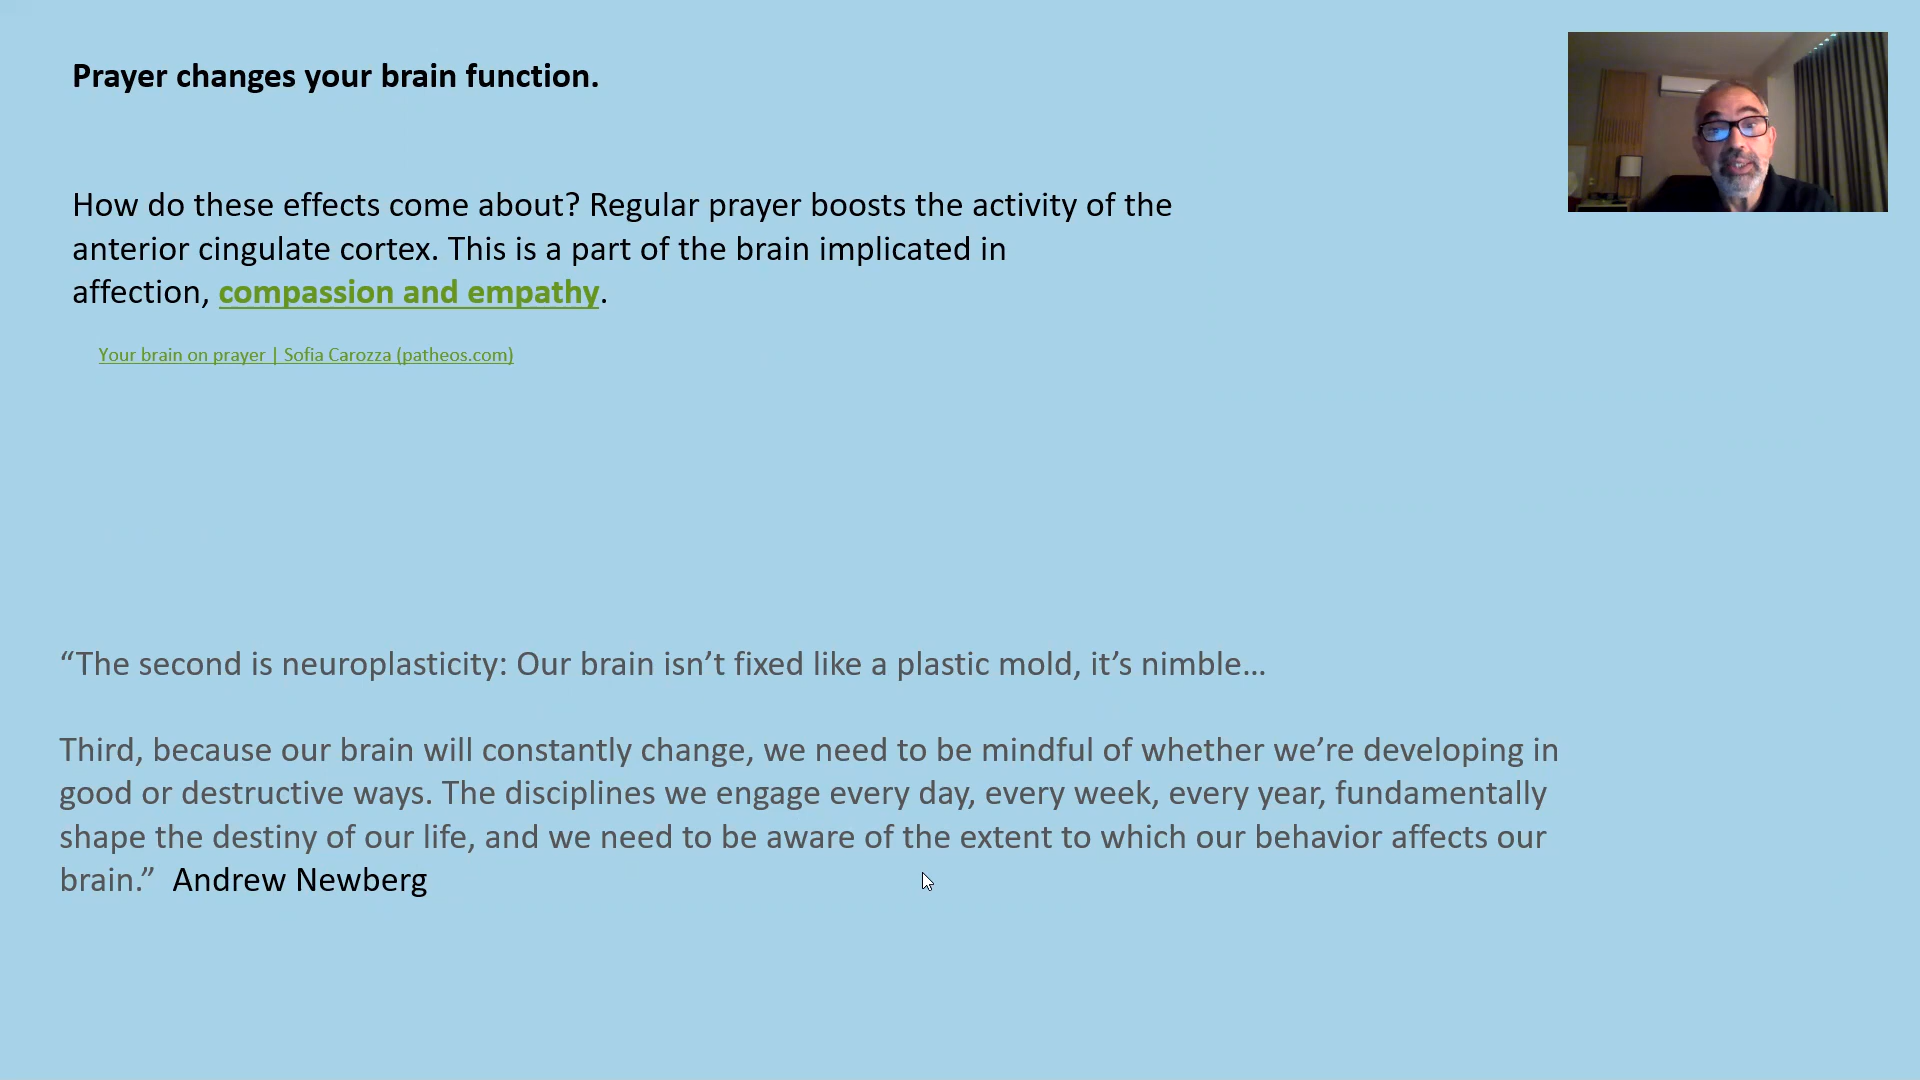 Prayer changes your brain function.
How do these effects come about? Regular prayer boosts the activity of the
anterior cingulate cortex. This is a part of the brain implicated in
affection, compassion and empathy.
Your brain on prayer | Sofia Carozza (patheos.com)
“The second is neuroplasticity: Our brain isn’t fixed like a plastic mold, it’s nimble…
Third, because our brain will constantly change, we need to be mindful of whether we’re developing in
good or destructive ways. The disciplines we engage every day, every week, every year, fundamentally
shape the destiny of our life, and we need to be aware of the extent to which our behavior affects our
brain.” Andrew Newberg